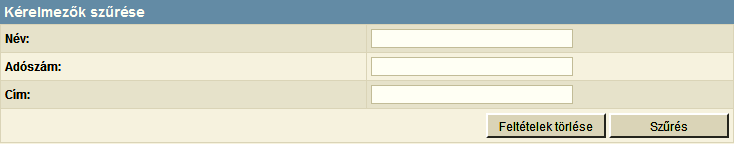 Kérelmezők szűrése
Név:
Adószám:
Cím:
Feltételek törlése Szűrés